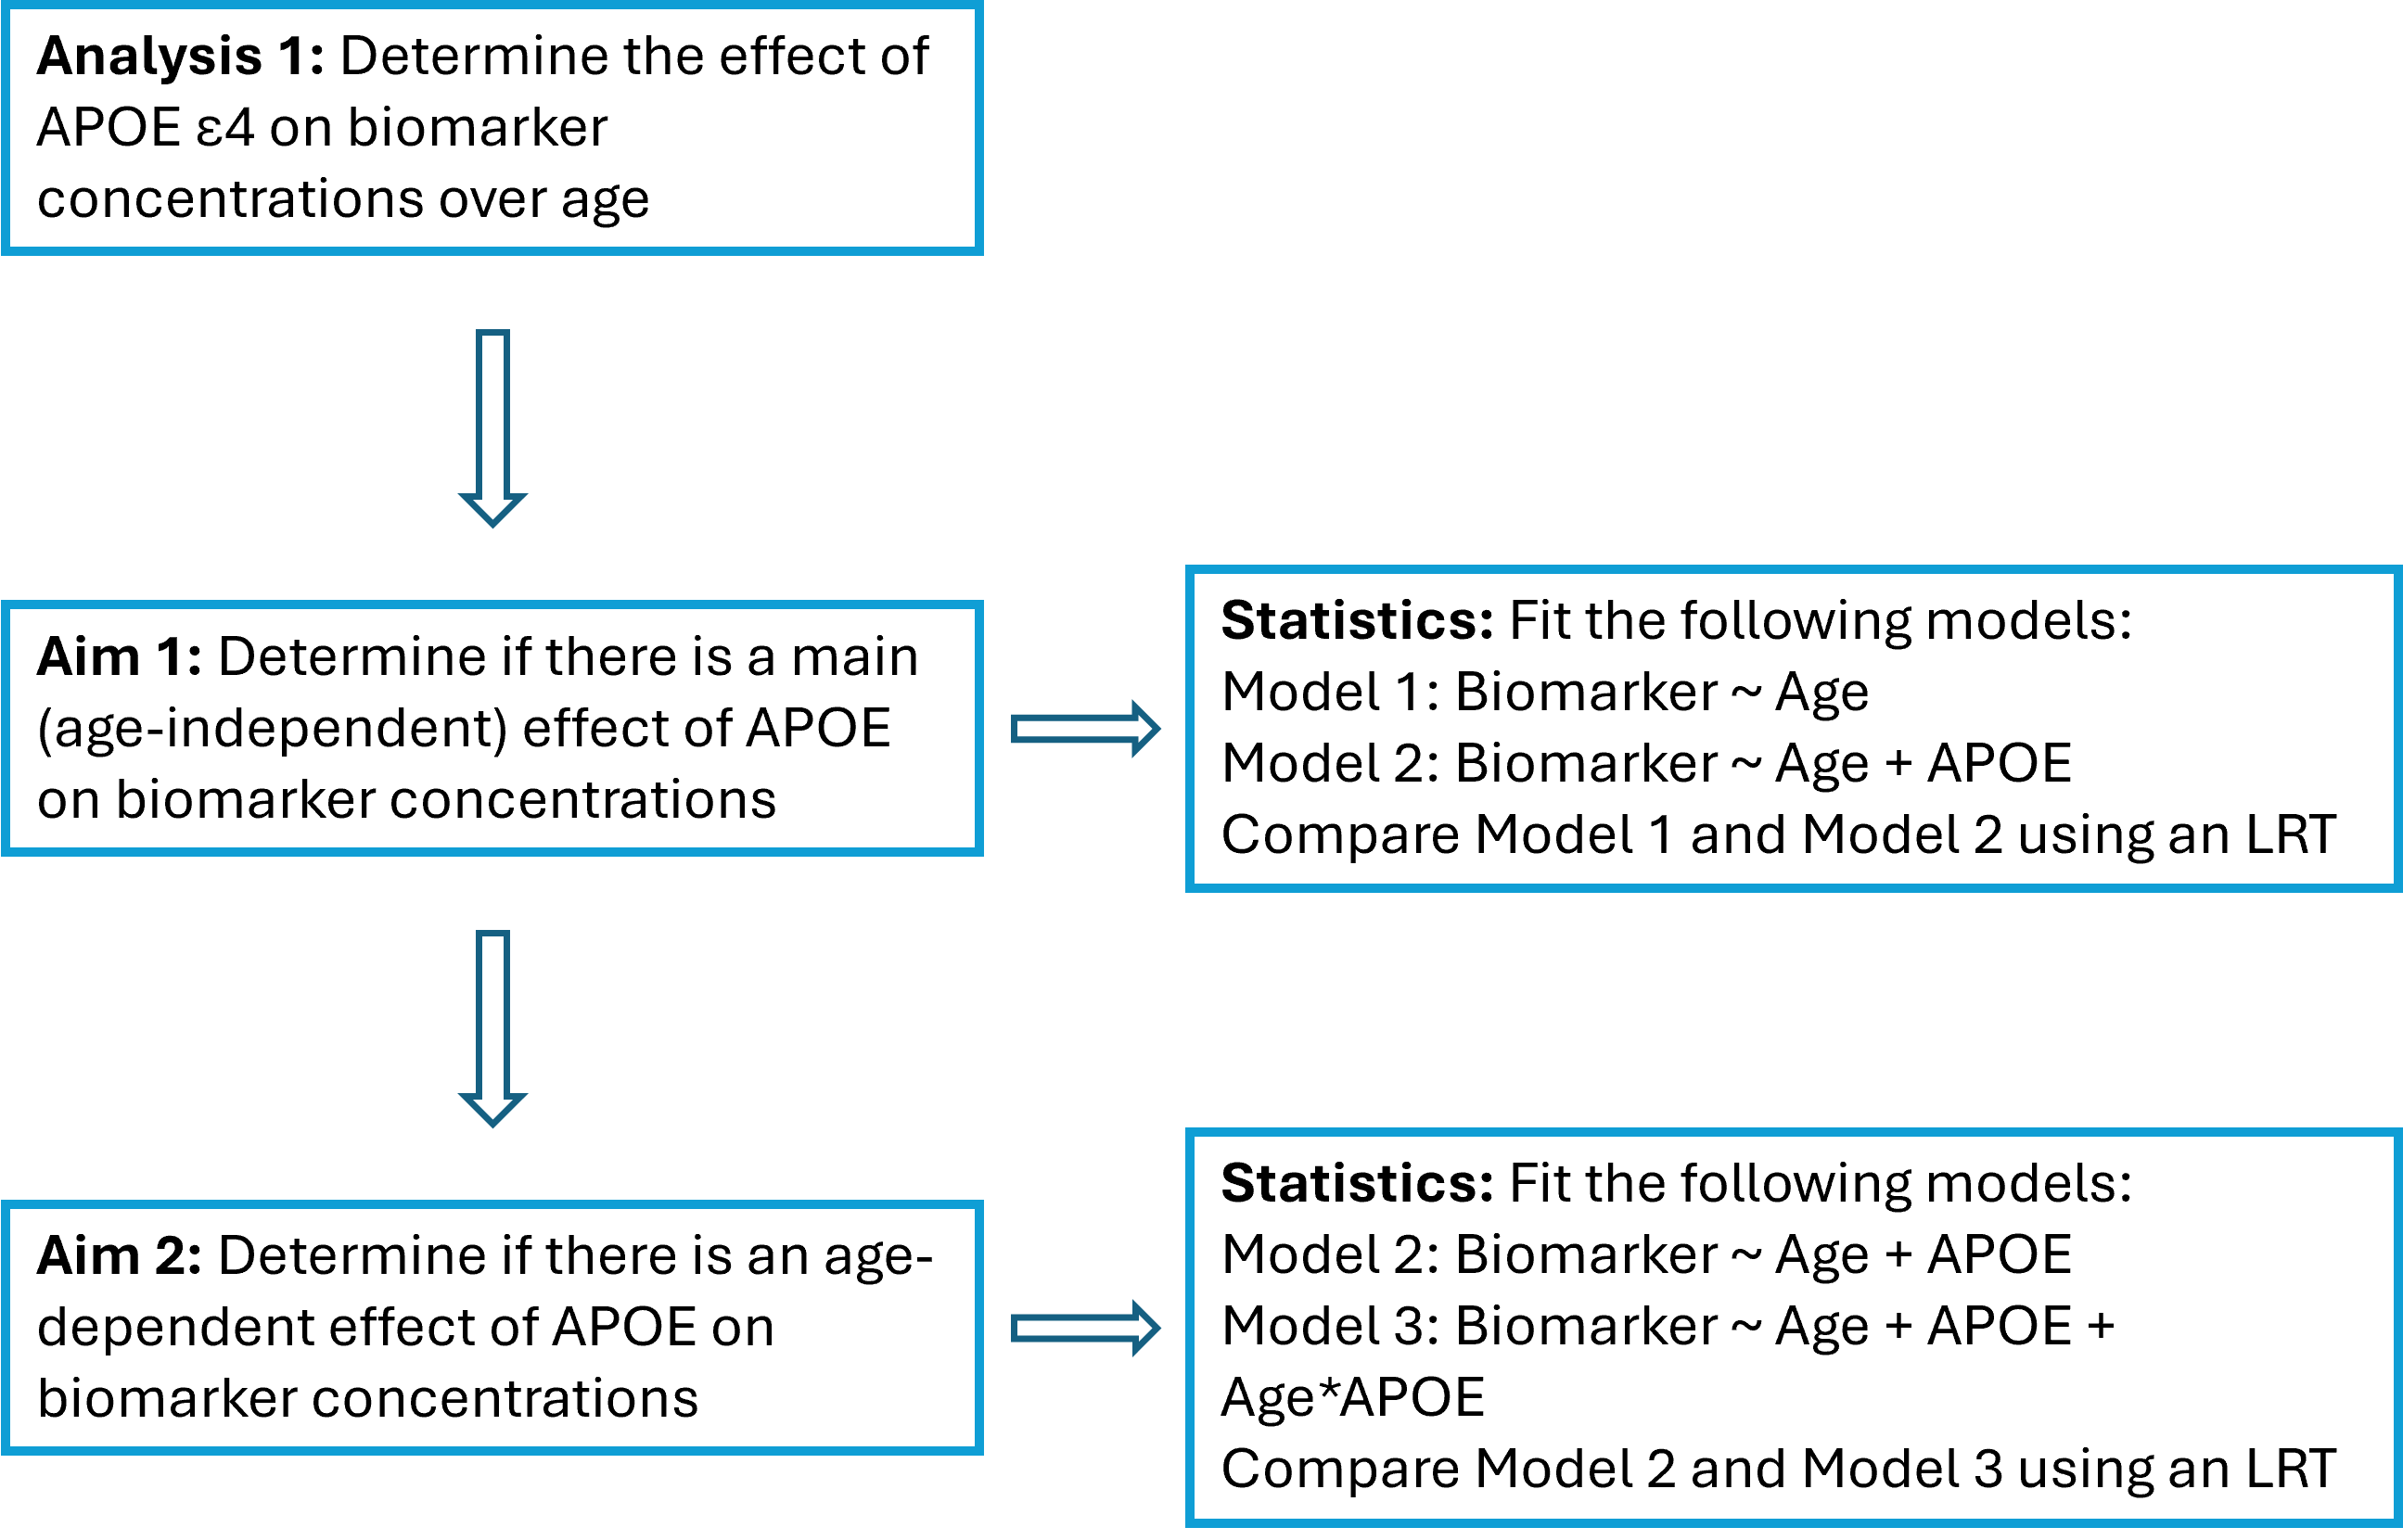 Analysis 1: Determine the effect of
APOE ε4 on biomarker
concentrations over age
Aim 1: Determine if there is a main
(age-independent) effect of APOE
on biomarker concentrations
Statistics: Fit the following models:
Model 1: Biomarker ~ Age
Model 2: Biomarker ~ Age + APOE
Compare Model 1 and Model 2 using an LRT
Aim 2: Determine if there is an age-
dependent effect of APOE on
biomarker concentrations
Statistics: Fit the following models:
Model 2: Biomarker ~ Age + APOE
Model 3: Biomarker ~ Age + APOE +
Age*APOE
Compare Model 2 and Model 3 using an LRT